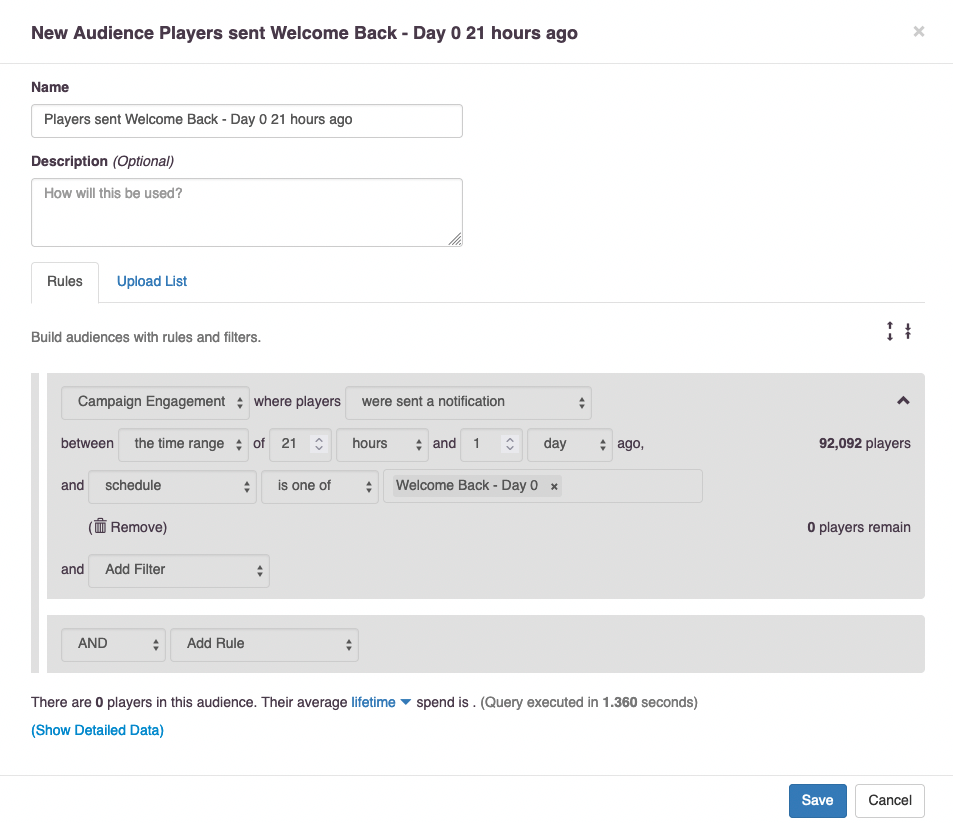 New Audience Players sent Welcome Back - Day 0 21 hours ago ×
Name
Players sent Welcome Back - Day 0 21 hours ago
Description (Optional)
How will this be used?
Rules Upload List
Build audiences with rules and filters.
Campaign Engagement where players were sent a notification
between the time range of 21 hours and 1 day ago, 92,092 players
and schedule is one of Welcome Back - Day 0 ×
(Remove) 0 players remain
and Add Filter
AND Add Rule
There are 0 players in this audience. Their average lifetime spend is . (Query executed in 1.360 seconds)
(Show Detailed Data)
Save Cancel